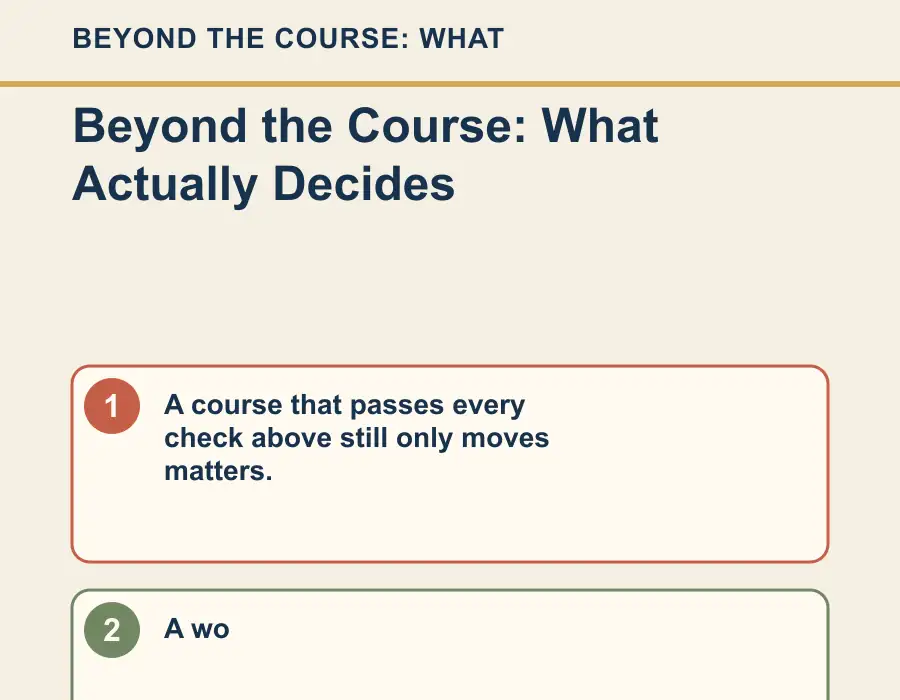 BEYOND THE COURSE: WHAT
Beyond the Course: What
Actually Decides
1
A course that passes every
check above still only moves
matters.
2
A wo